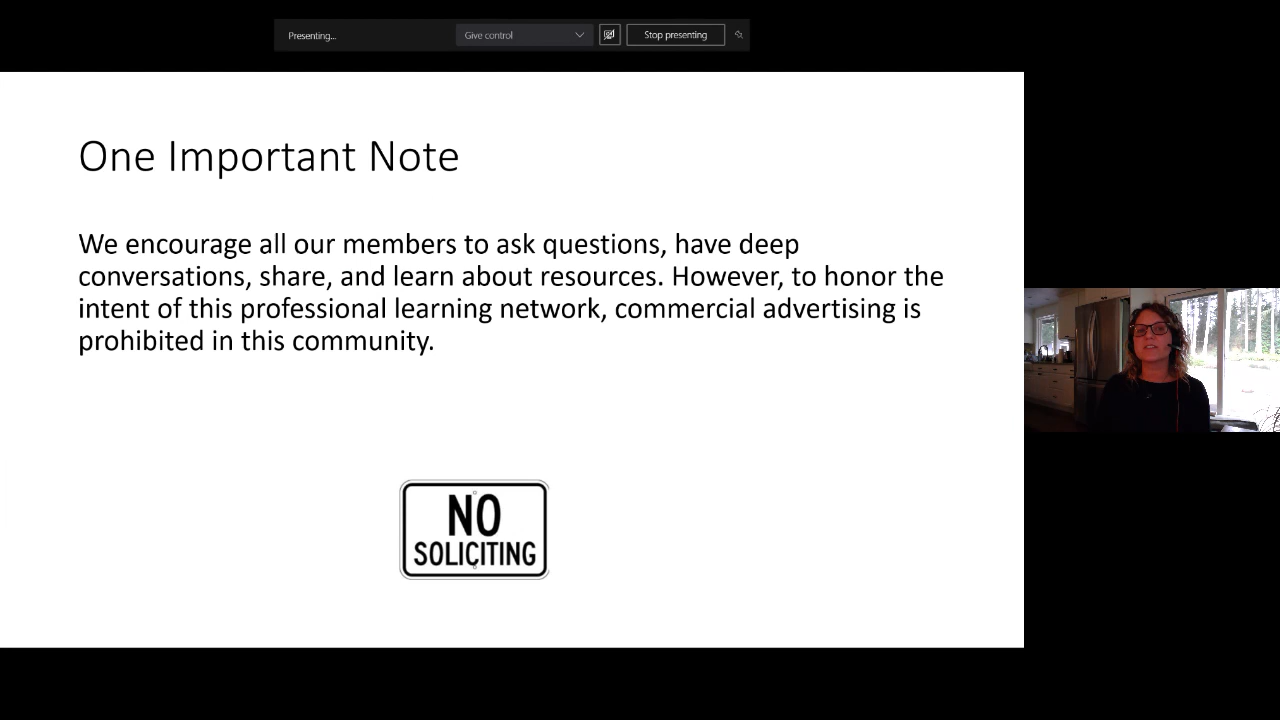 Presenting...
Give control
Stop presenting
One Important Note
We encourage all our members to ask questions, have deep
conversations, share, and learn about resources. However, to honor the
intent of this professional learning network, commercial advertising is
prohibited in this community.
NO
SOLICITING